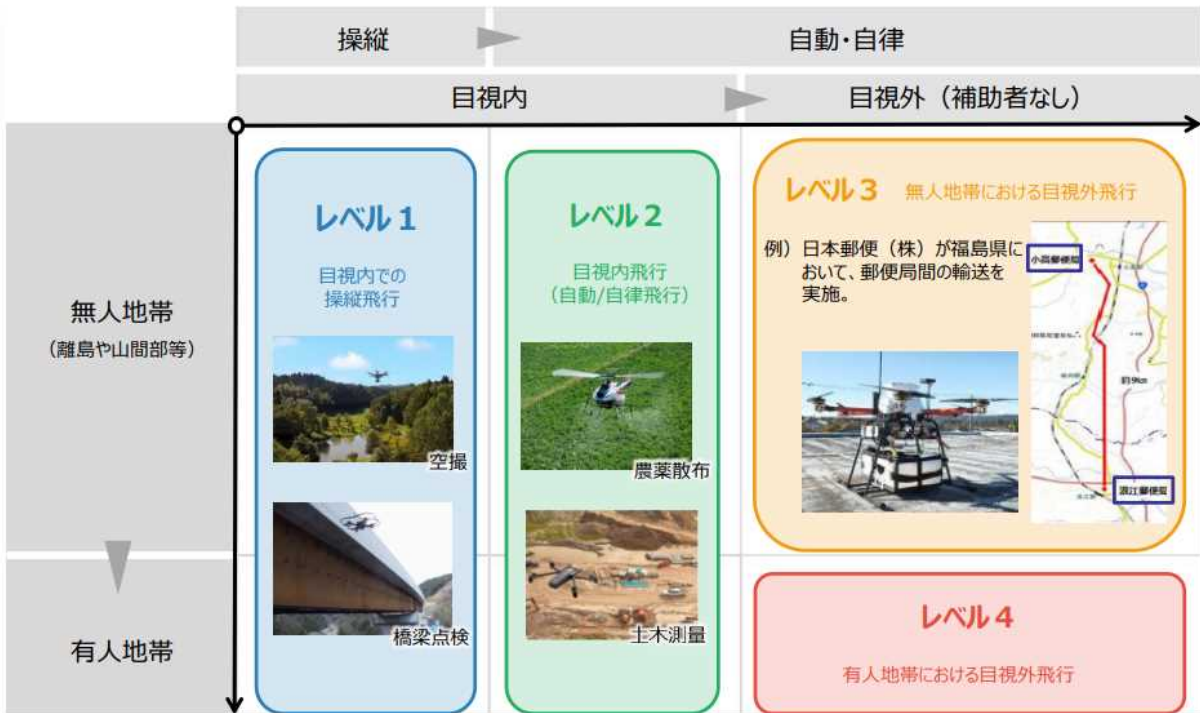 操縦
自動・自律
目視内
目視外（補助者なし）
無人地帯
（離島や山間部等）
有人地帯
レベル１
目視内での
操縦飛行
空撮
橋梁点検
レベル２
目視内飛行
（自動/自律飛行）
農薬散布
土木測量
レベル３ 無人地帯における目視外飛行
例）日本郵便（株）が福島県に
おいて、郵便局間の輸送を
実施。
小高郵便局
約9km
浪江郵便局
レベル４
有人地帯における目視外飛行